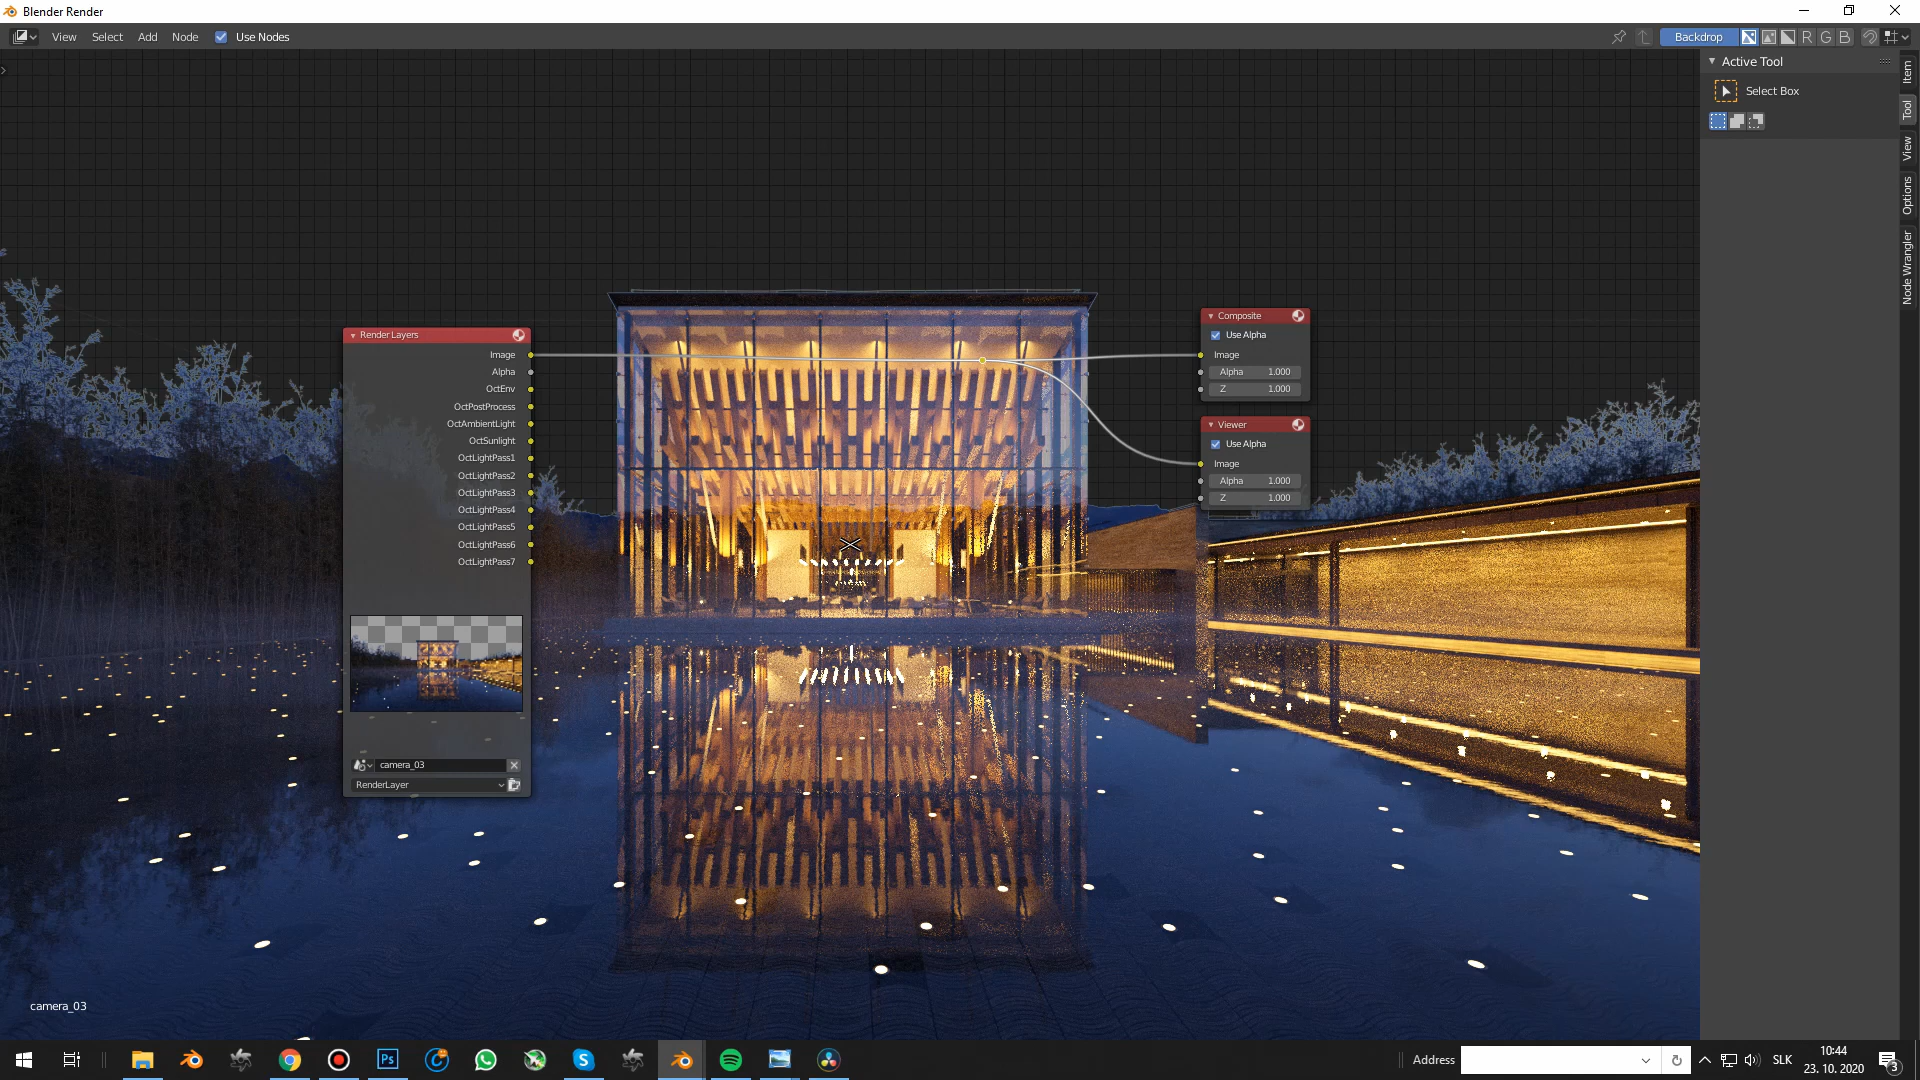 Blender Render
View Select Add Node Use Nodes
Backdrop R G B
Active Tool
Select Box
Item
Tool
View
Options
Node Wrangler
Render Layers
Image
Alpha
OctEnv
OctPostProcess
OctAmbientLight
OctSunlight
OctLightPass1
OctLightPass2
OctLightPass3
OctLightPass4
OctLightPass5
OctLightPass6
OctLightPass7
camera_03
RenderLayer
Composite
Use Alpha
Image
Alpha 1.000
Z 1.000
Viewer
Use Alpha
Image
Alpha 1.000
Z 1.000
camera_03
Ps
S
Address
SLK
10:44
23. 10. 2020
3